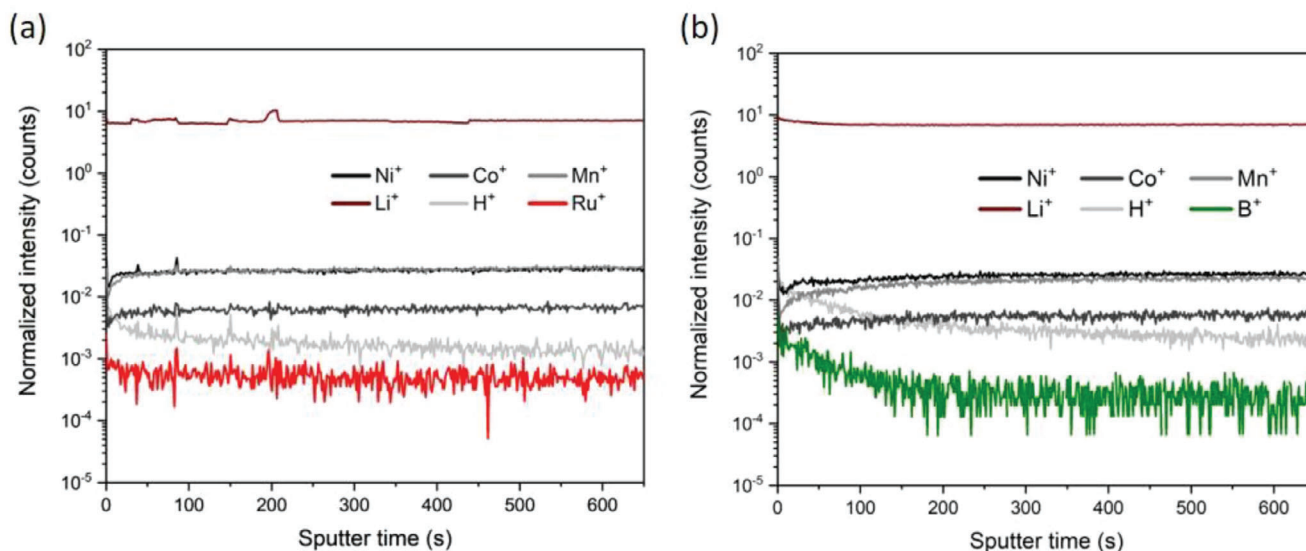 (a)
10² 10¹ 10⁰ 10⁻¹ 10⁻² 10⁻³ 10⁻⁴ 10⁻⁵
Normalized intensity (counts)
Ni⁺ Co⁺ Mn⁺
Li⁺ H⁺ Ru⁺
0 100 200 300 400 500 600
Sputter time (s)
(b)
10² 10¹ 10⁰ 10⁻¹ 10⁻² 10⁻³ 10⁻⁴ 10⁻⁵
Normalized intensity (counts)
Ni⁺ Co⁺ Mn⁺
Li⁺ H⁺ B⁺
0 100 200 300 400 500 600
Sputter time (s)